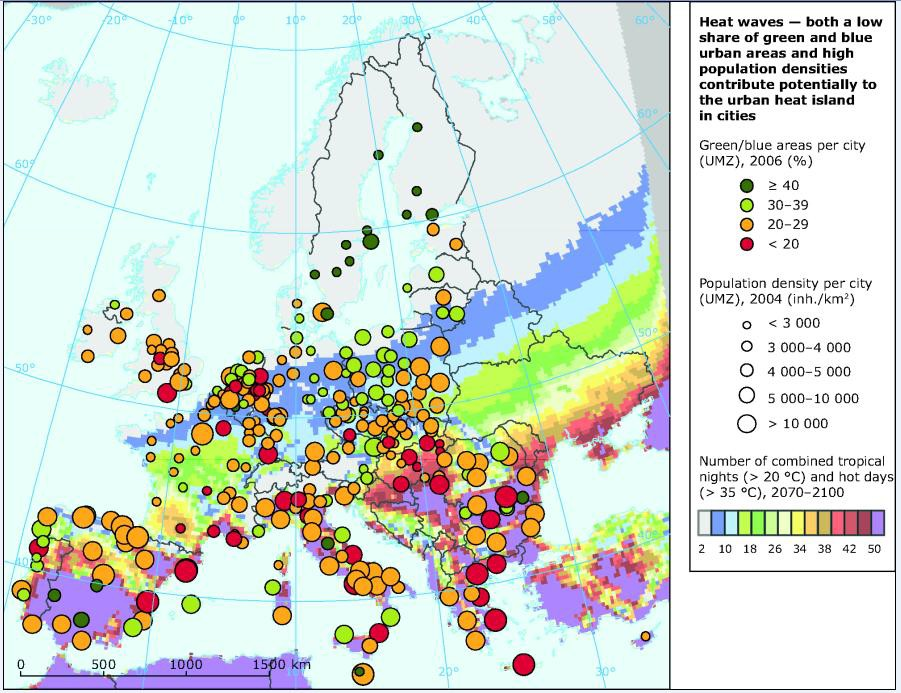 -30° -20° -10° 0° 10° 20° 30° 40° 50° 60°
60°
60°
50°
50°
40°
40°
0 500 1000 1500 km
10° 20° 30°
Heat waves — both a low
share of green and blue
urban areas and high
population densities
contribute potentially to
the urban heat island
in cities
Green/blue areas per city
(UMZ), 2006 (%)
≥ 40
30–39
20–29
< 20
Population density per city
(UMZ), 2004 (inh./km²)
< 3 000
3 000–4 000
4 000–5 000
5 000–10 000
> 10 000
Number of combined tropical
nights (> 20 °C) and hot days
(> 35 °C), 2070–2100
2 10 18 26 34 38 42 50